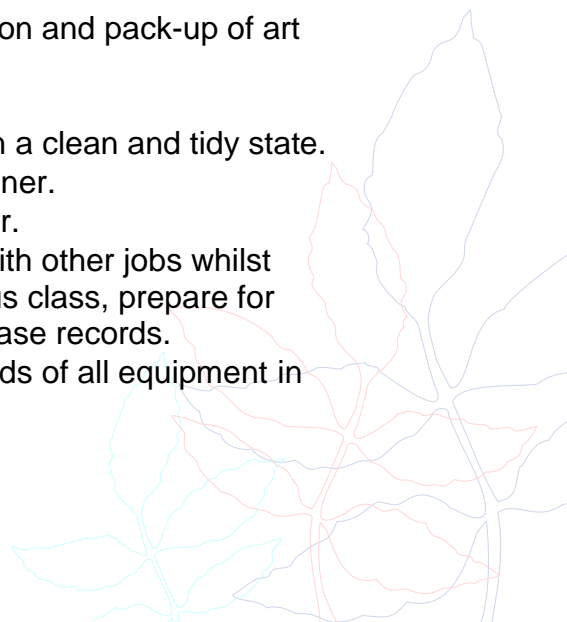 on and pack-up of art
a clean and tidy state.
ner.
r.
ith other jobs whilst
us class, prepare for
ase records.
ds of all equipment in